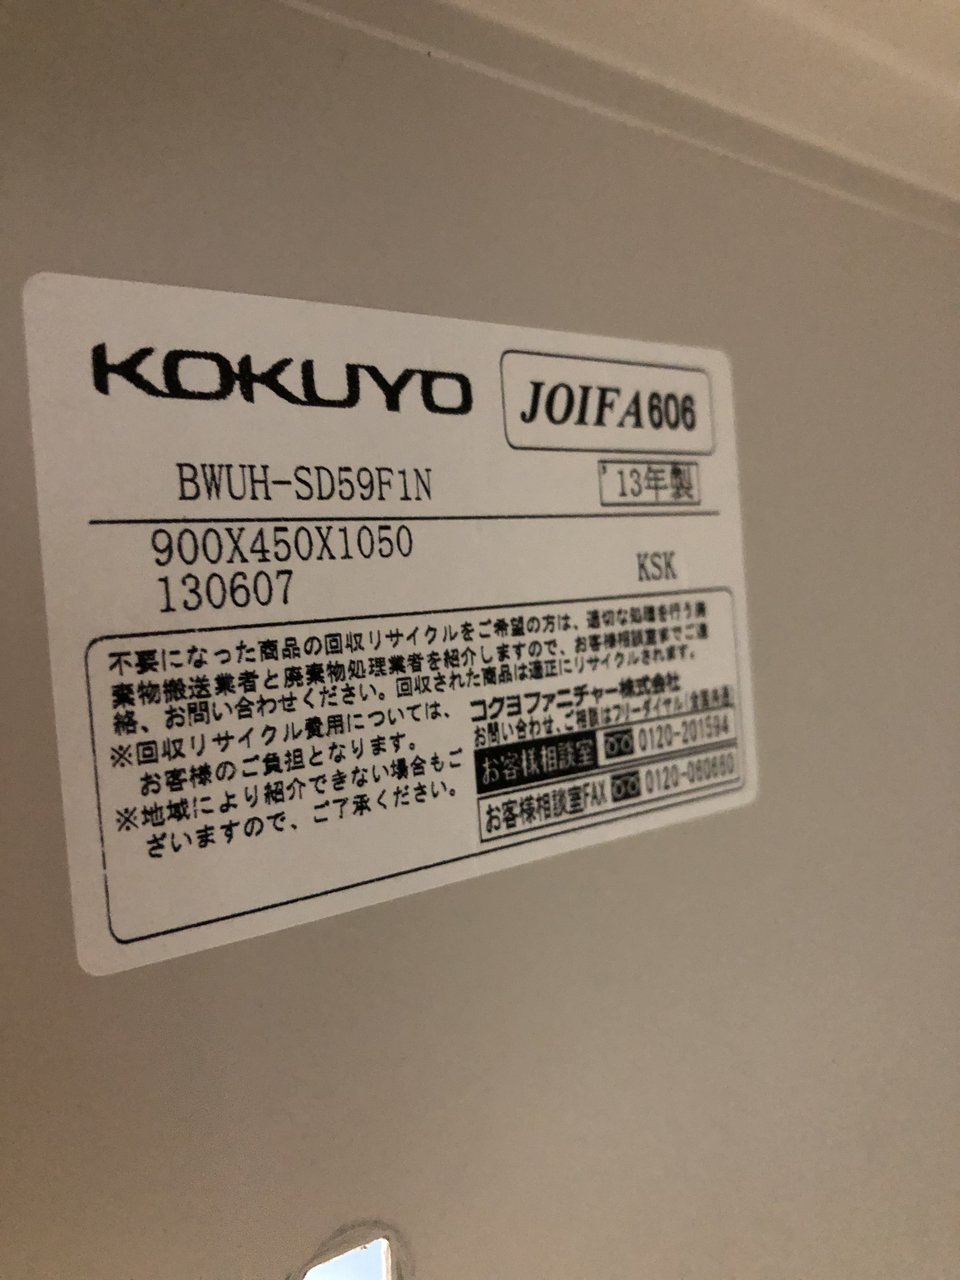 KOKUYO
JOIFA606
BWUH-SD59F1N
'13年製
900X450X1050
130607
KSK
不要になった商品の回収リサイクルをご希望の方は、適切な処理を行う廃
棄物搬送業者と廃棄物処理業者を紹介しますので、お客様相談室までご連
絡、お問い合わせください。回収された商品は適正にリサイクルされます。
※回収リサイクル費用については、
お客様のご負担となります。
※地域により紹介できない場合もご
ざいますので、ご了承ください。
コクヨファニチャー株式会社
お問い合わせ、ご相談はフリーダイヤル(全国共通)
お客様相談室 0120-201594
お客様相談室FAX 0120-060660